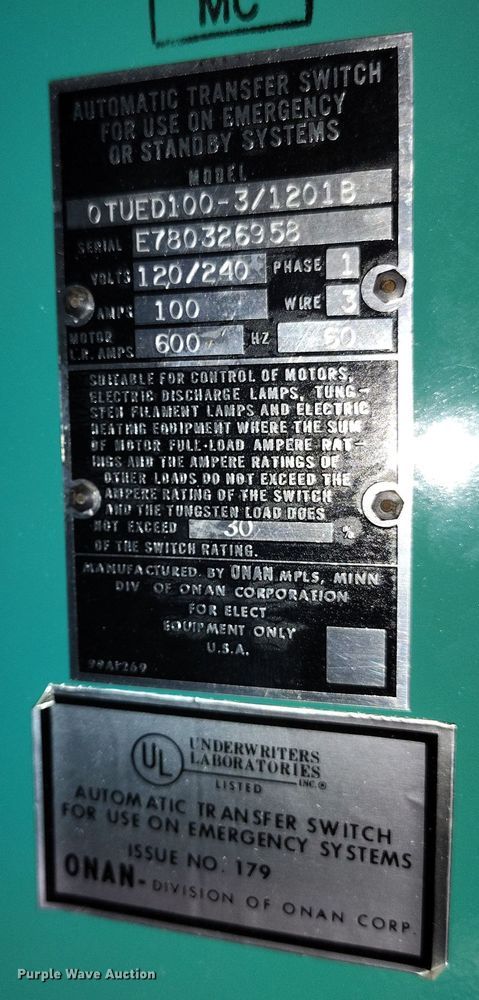 MC
AUTOMATIC TRANSFER SWITCH
FOR USE ON EMERGENCY
OR STANDBY SYSTEMS
MODEL
OTUED100-3/1201B
SERIAL E780326958
VOLTS 120/240 PHASE 1
AMPS 100 WIRE 3
MOTOR
L.R. AMPS 600 HZ 60
SUITABLE FOR CONTROL OF MOTORS,
ELECTRIC DISCHARGE LAMPS, TUNG-
STEN FILAMENT LAMPS AND ELECTRIC
HEATING EQUIPMENT WHERE THE SUM
OF MOTOR FULL-LOAD AMPERE RAT-
INGS AND THE AMPERE RATINGS OF
OTHER LOADS DO NOT EXCEED THE
AMPERE RATING OF THE SWITCH
AND THE TUNGSTEN LOAD DOES
NOT EXCEED 30 %
OF THE SWITCH RATING.
MANUFACTURED. BY ONAN MPLS, MINN
DIV OF ONAN CORPORATION
FOR ELECT
EQUIPMENT ONLY
U.S.A.
UL
UNDERWRITERS
LABORATORIES
INC.®
LISTED
AUTOMATIC TRANSFER SWITCH
FOR USE ON EMERGENCY SYSTEMS
ISSUE NO. 179
ONAN- DIVISION OF ONAN CORP.
Purple Wave Auction